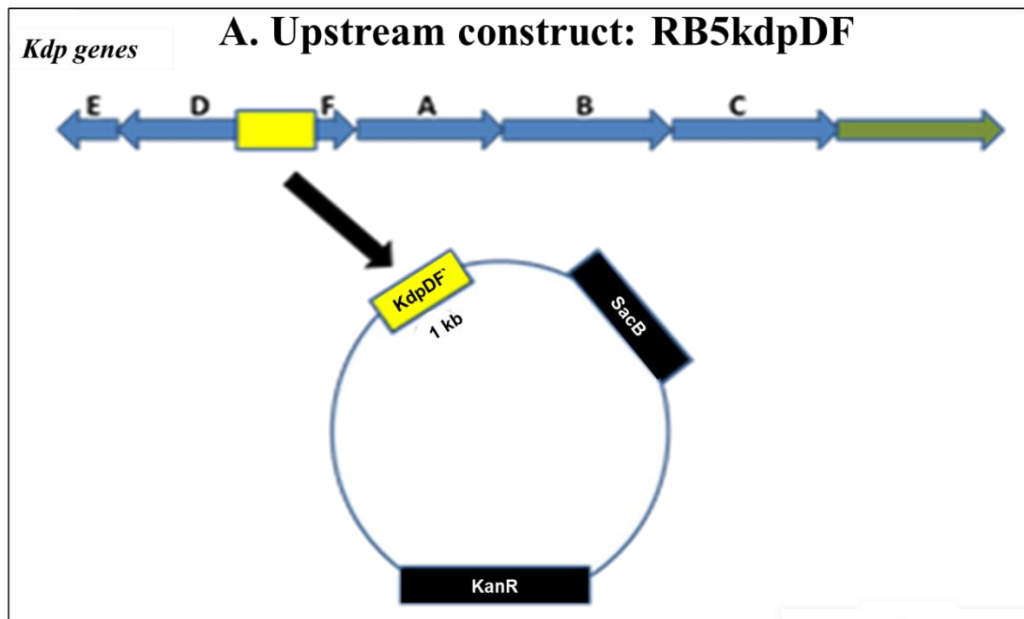 A. Upstream construct: RB5kdpDF
Kdp genes
E D F A B C
KdpDF`
1 kb
SacB
KanR